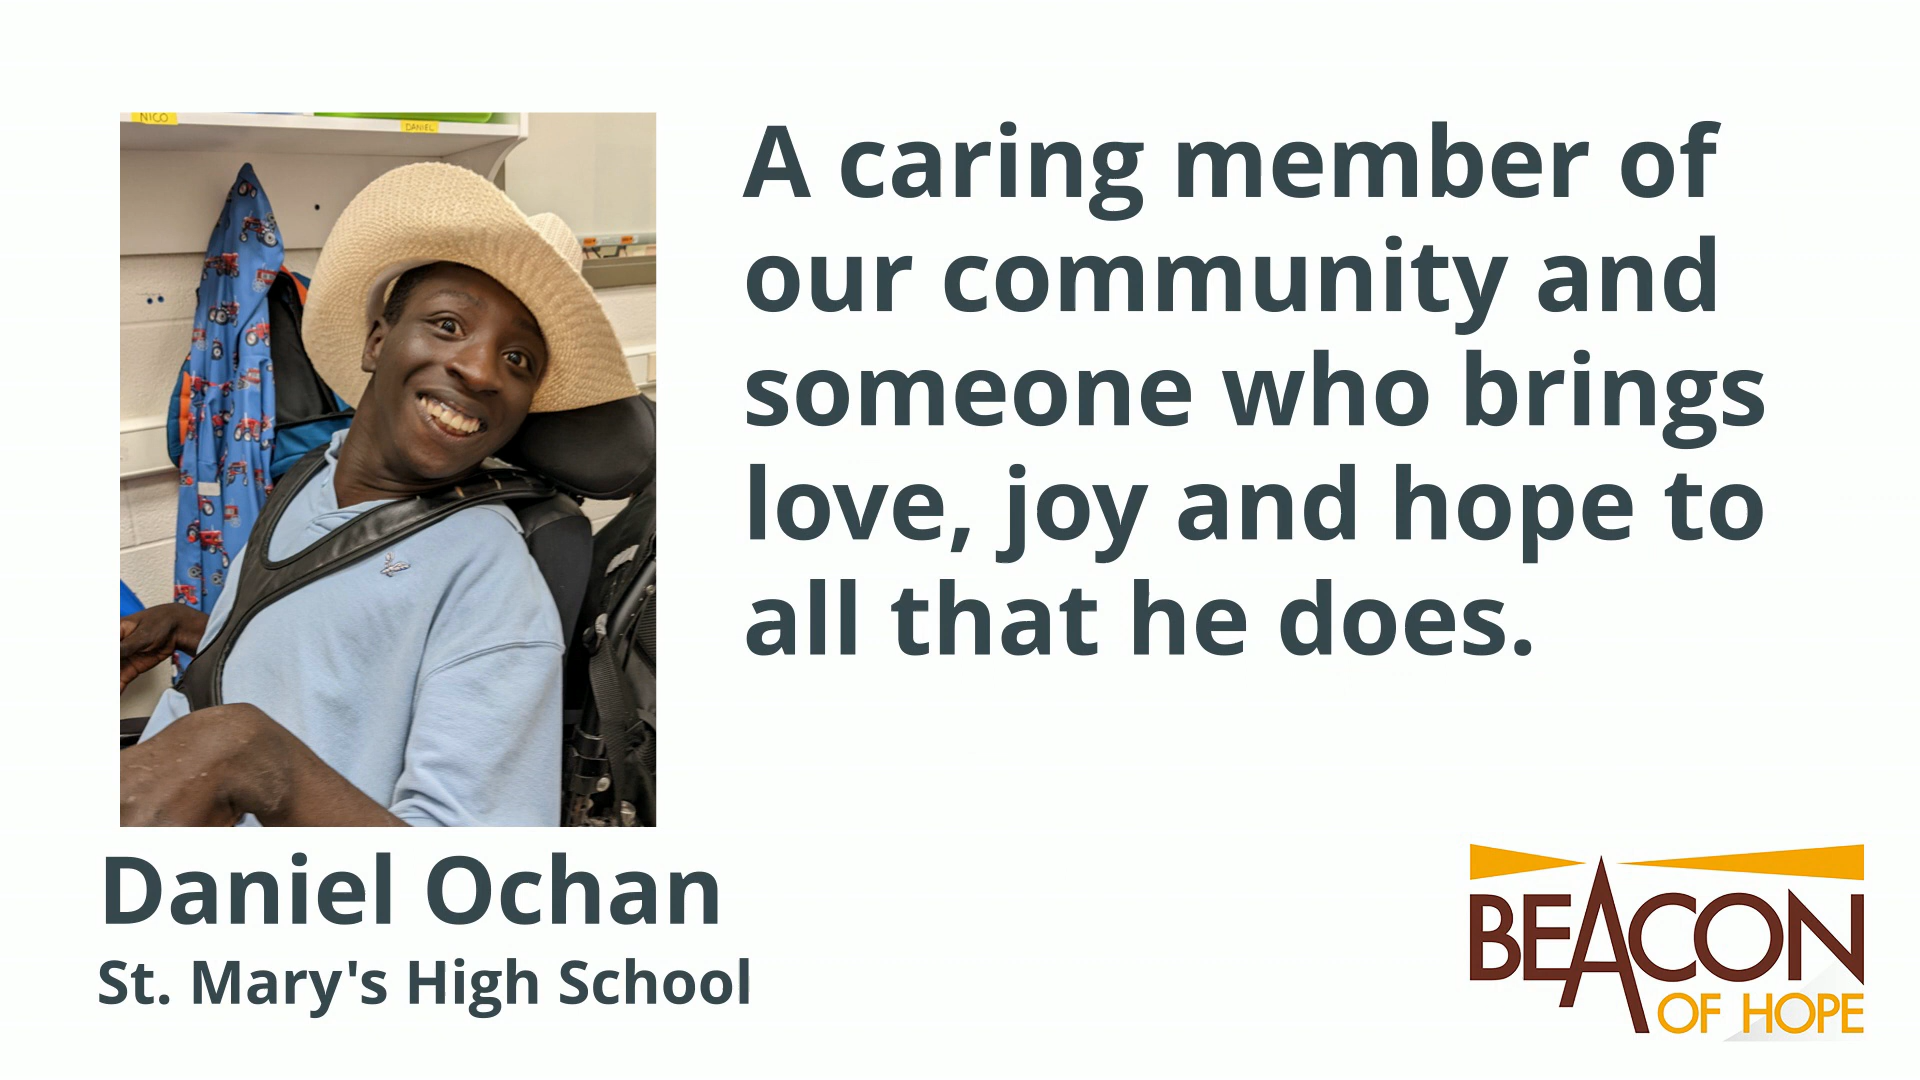 NICO
DANIEL
A caring member of
our community and
someone who brings
love, joy and hope to
all that he does.
Daniel Ochan
St. Mary's High School
BEACON
OF HOPE